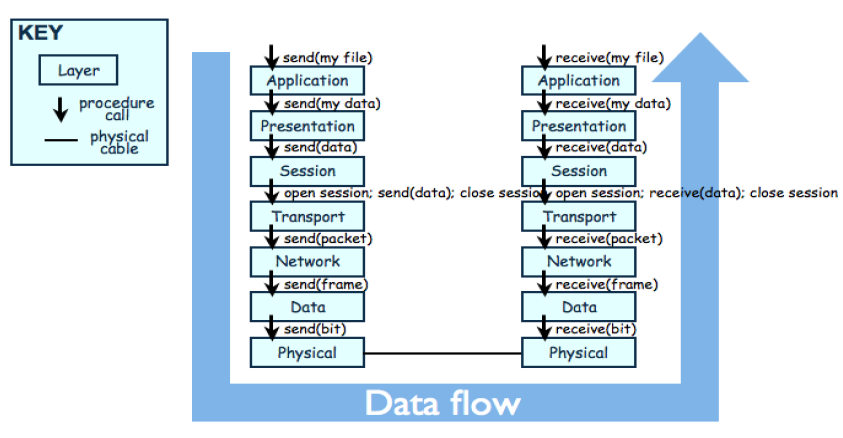 KEY
Layer
procedure
call
physical
cable
send(my file)
Application
send(my data)
Presentation
send(data)
Session
open session; send(data); close session
Transport
send(packet)
Network
send(frame)
Data
send(bit)
Physical
receive(my file)
Application
receive(my data)
Presentation
receive(data)
Session
open session; receive(data); close session
Transport
receive(packet)
Network
receive(frame)
Data
receive(bit)
Physical
Data flow